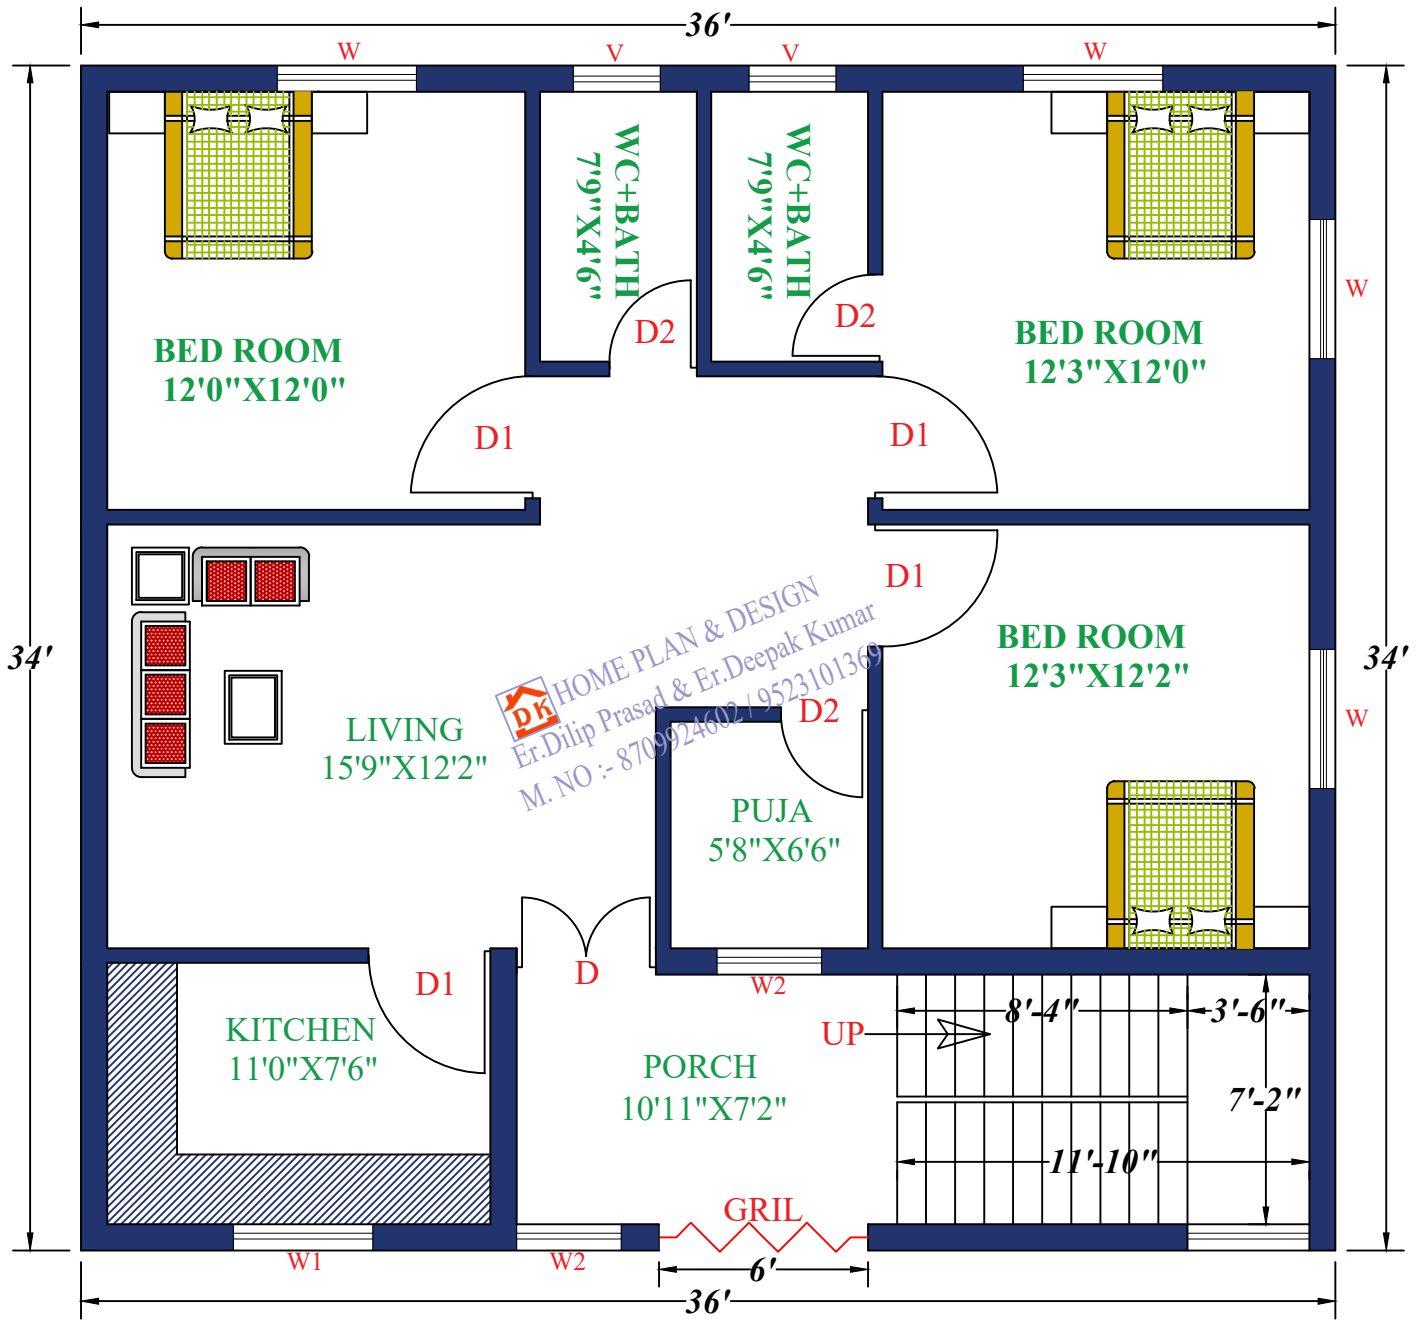 36'
W
V
V
W
WC+BATH
7'9"X4'6"
WC+BATH
7'9"X4'6"
W
D2
D2
BED ROOM
12'0"X12'0"
BED ROOM
12'3"X12'0"
D1
D1
D1
34'
34'
BED ROOM
12'3"X12'2"
HOME PLAN & DESIGN
DK
Er.Dilip Prasad & Er.Deepak Kumar
M. NO :- 8709924602 / 9523101369
D2
W
LIVING
15'9"X12'2"
PUJA
5'8"X6'6"
D1
D
W2
KITCHEN
11'0"X7'6"
UP
8'-4"
3'-6"
PORCH
10'11"X7'2"
7'-2"
11'-10"
GRIL
W1
W2
6'
36'